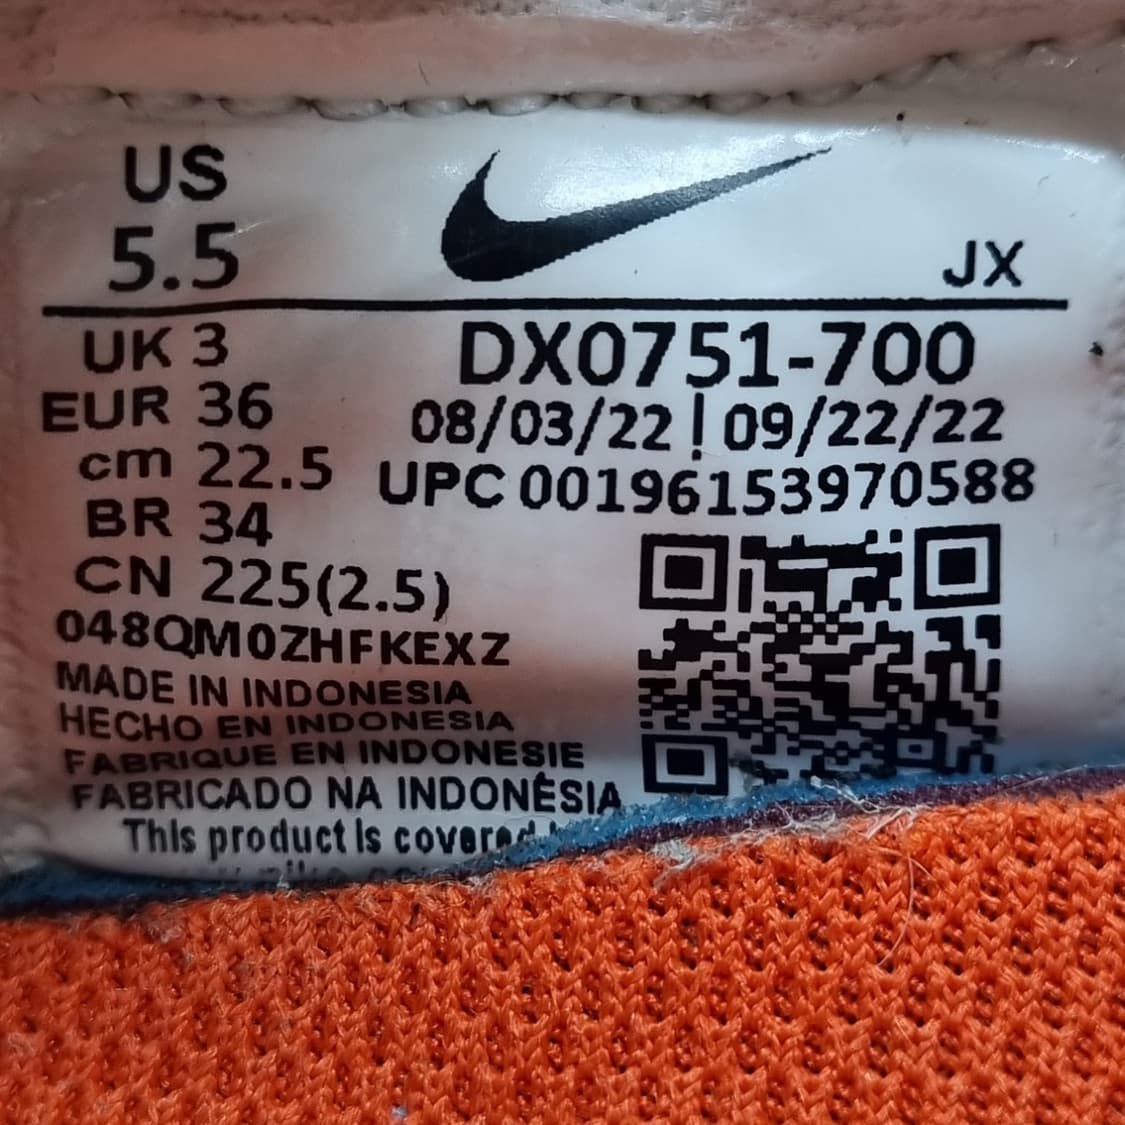 US
5.5
JX
UK 3
EUR 36
cm 22.5
BR 34
CN 225(2.5)
DX0751-700
08/03/22 | 09/22/22
UPC 00196153970588
048QM0ZHFKEXZ
MADE IN INDONESIA
HECHO EN INDONESIA
FABRIQUE EN INDONESIE
FABRICADO NA INDONÉSIA
This product is covered